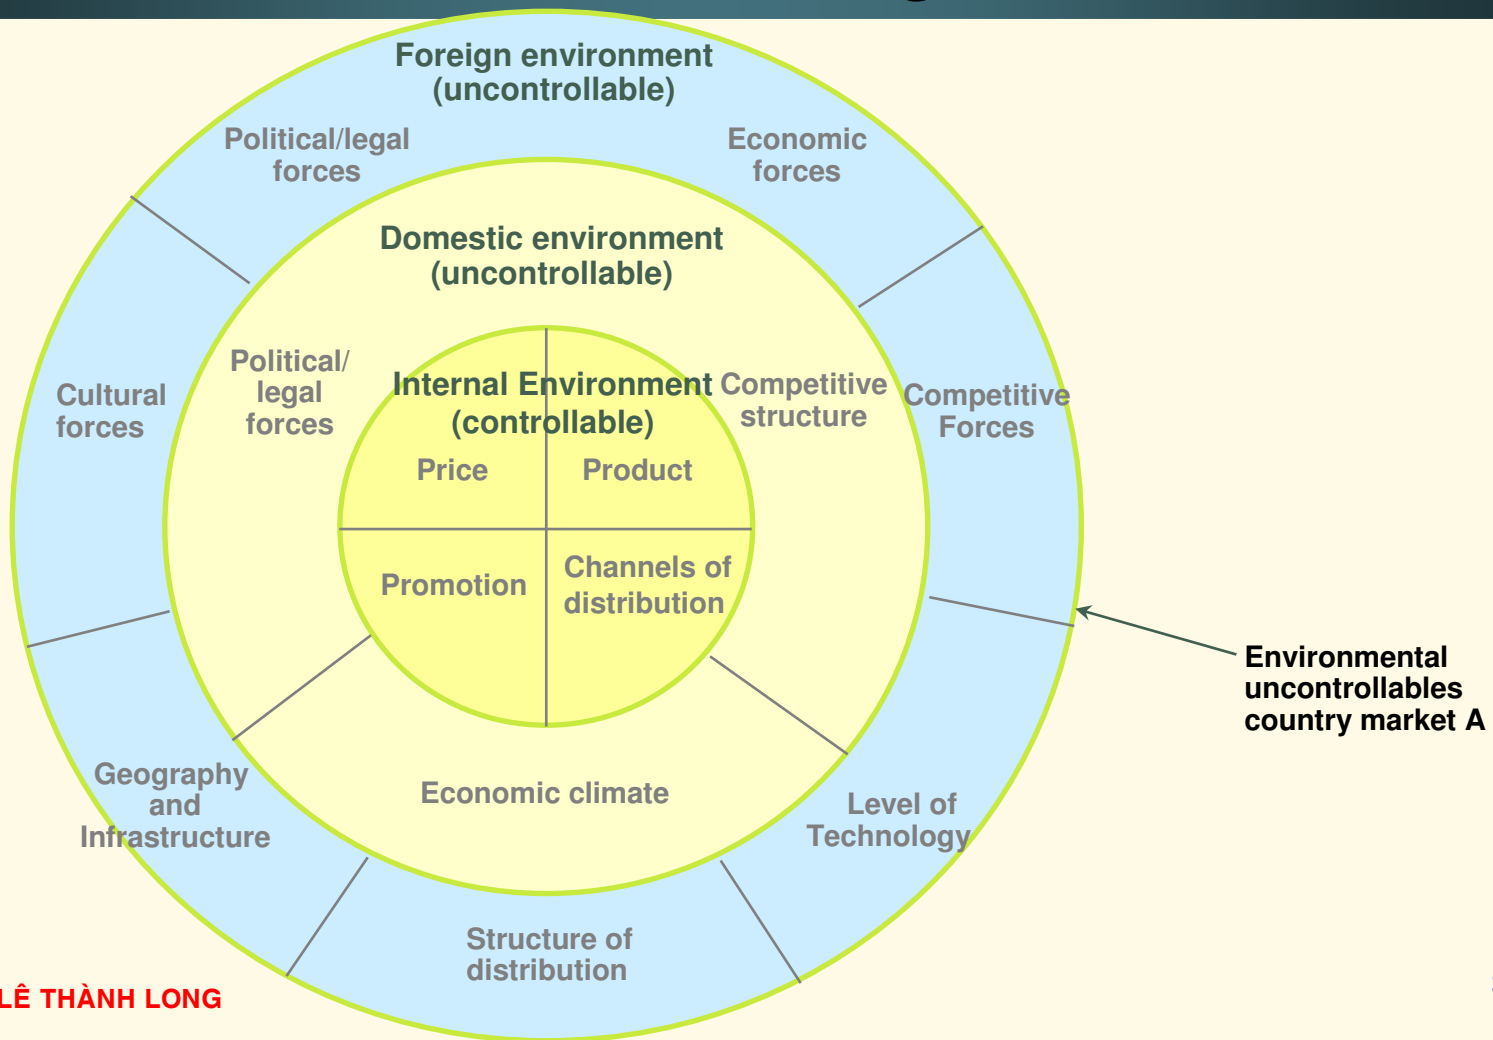 Foreign environment
(uncontrollable)
Political/legal
forces
Economic
forces
Domestic environment
(uncontrollable)
Political/
legal
forces
Internal Environment
(controllable)
Competitive
structure
Cultural
forces
Competitive
Forces
Price
Product
Promotion
Channels of
distribution
Environmental
uncontrollables
country market A
Geography
and
Infrastructure
Economic climate
Level of
Technology
Structure of
distribution
LÊ THÀNH LONG